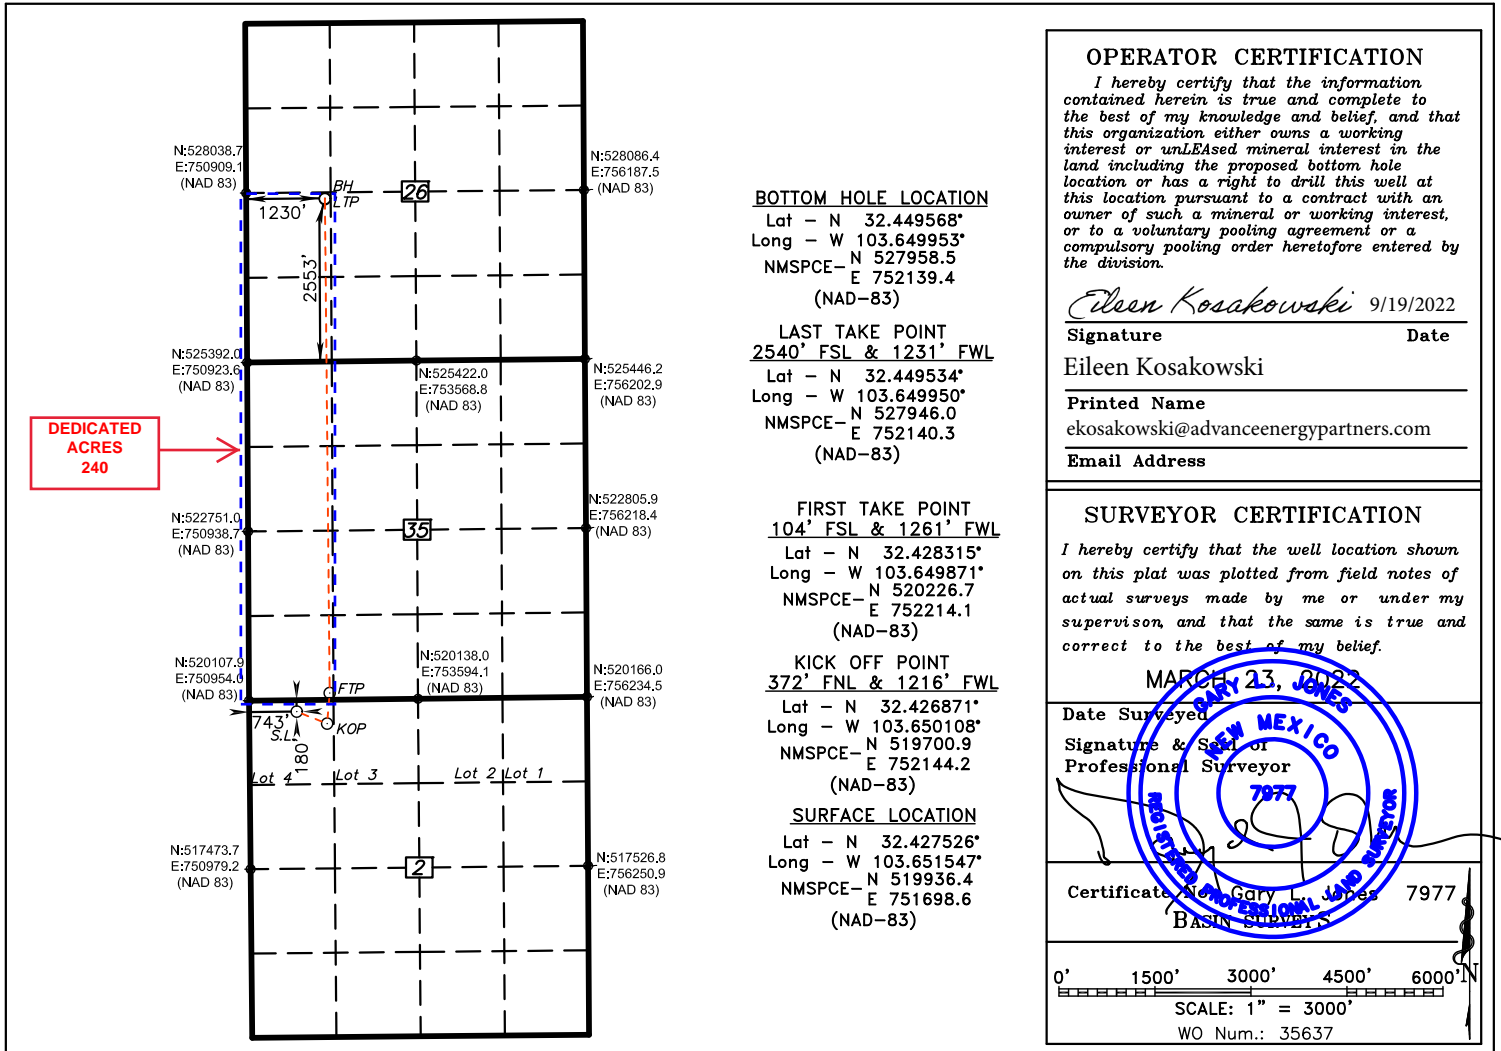 N:528038.7
E:750909.1
(NAD 83)
N:528086.4
E:756187.5
(NAD 83)
BH
LTP
26
1230'
2553'
N:525392.0
E:750923.6
(NAD 83)
N:525422.0
E:753568.8
(NAD 83)
N:525446.2
E:756202.9
(NAD 83)
DEDICATED
ACRES
240
N:522751.0
E:750938.7
(NAD 83)
35
N:522805.9
E:756218.4
(NAD 83)
N:520107.9
E:750954.0
(NAD 83)
N:520138.0
E:753594.1
(NAD 83)
N:520166.0
E:756234.5
(NAD 83)
FTP
743'
S.L.
KOP
180'
Lot 4 Lot 3 Lot 2 Lot 1
N:517473.7
E:750979.2
(NAD 83)
2
N:517526.8
E:756250.9
(NAD 83)
BOTTOM HOLE LOCATION
Lat - N 32.449568°
Long - W 103.649953°
NMSPCE- N 527958.5
E 752139.4
(NAD-83)
LAST TAKE POINT
2540' FSL & 1231' FWL
Lat - N 32.449534°
Long - W 103.649950°
NMSPCE- N 527946.0
E 752140.3
(NAD-83)
FIRST TAKE POINT
104' FSL & 1261' FWL
Lat - N 32.428315°
Long - W 103.649871°
NMSPCE- N 520226.7
E 752214.1
(NAD-83)
KICK OFF POINT
372' FNL & 1216' FWL
Lat - N 32.426871°
Long - W 103.650108°
NMSPCE- N 519700.9
E 752144.2
(NAD-83)
SURFACE LOCATION
Lat - N 32.427526°
Long - W 103.651547°
NMSPCE- N 519936.4
E 751698.6
(NAD-83)
OPERATOR CERTIFICATION
I hereby certify that the information
contained herein is true and complete to
the best of my knowledge and belief, and that
this organization either owns a working
interest or unLEAsed mineral interest in the
land including the proposed bottom hole
location or has a right to drill this well at
this location pursuant to a contract with an
owner of such a mineral or working interest,
or to a voluntary pooling agreement or a
compulsory pooling order heretofore entered by
the division.
Eileen Kosakowski 9/19/2022
Signature Date
Eileen Kosakowski
Printed Name
ekosakowski@advanceenergypartners.com
Email Address
SURVEYOR CERTIFICATION
I hereby certify that the well location shown
on this plat was plotted from field notes of
actual surveys made by me or under my
supervison, and that the same is true and
correct to the best of my belief.
MARCH 23, 2022
Date Surveyed
Signature & Seal of
Professional Surveyor
GARY L. JONES
NEW MEXICO
7977
REGISTERED PROFESSIONAL LAND SURVEYOR
Certificate No. Gary L. Jones 7977
BASIN SURVEYS
N
0' 1500' 3000' 4500' 6000'
SCALE: 1" = 3000'
WO Num.: 35637